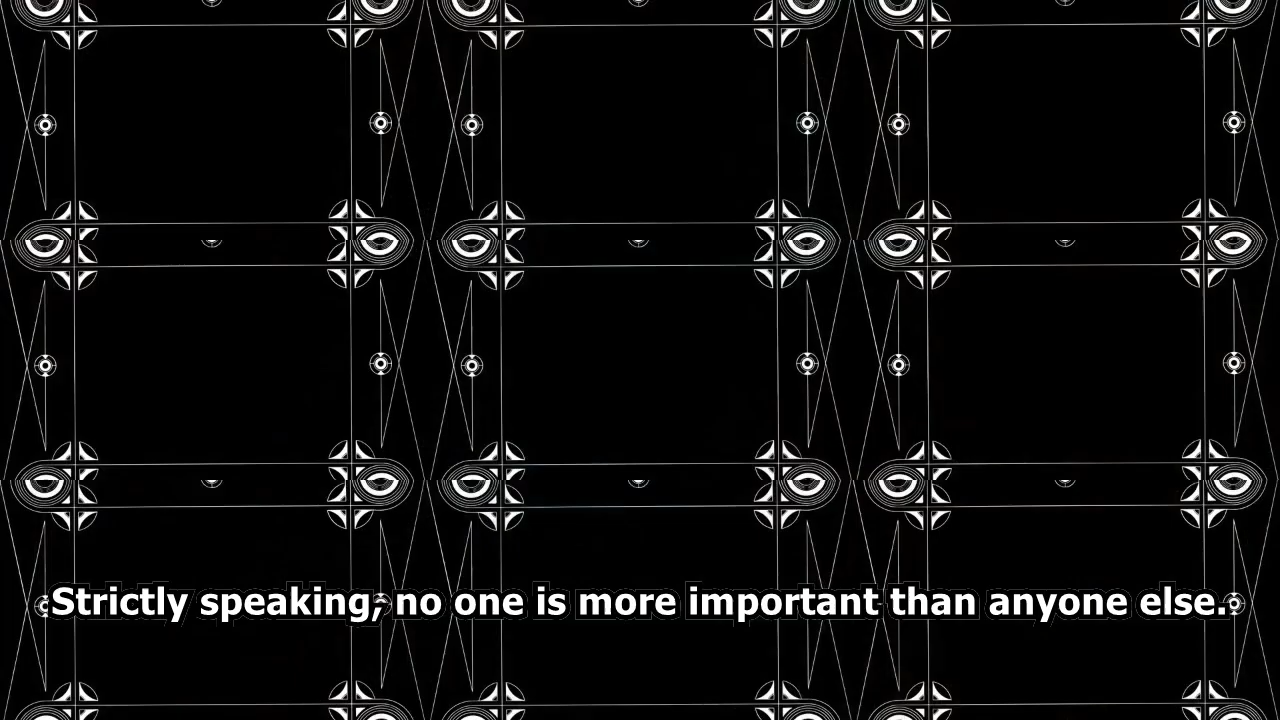 Strictly speaking, no one is more important than anyone else.